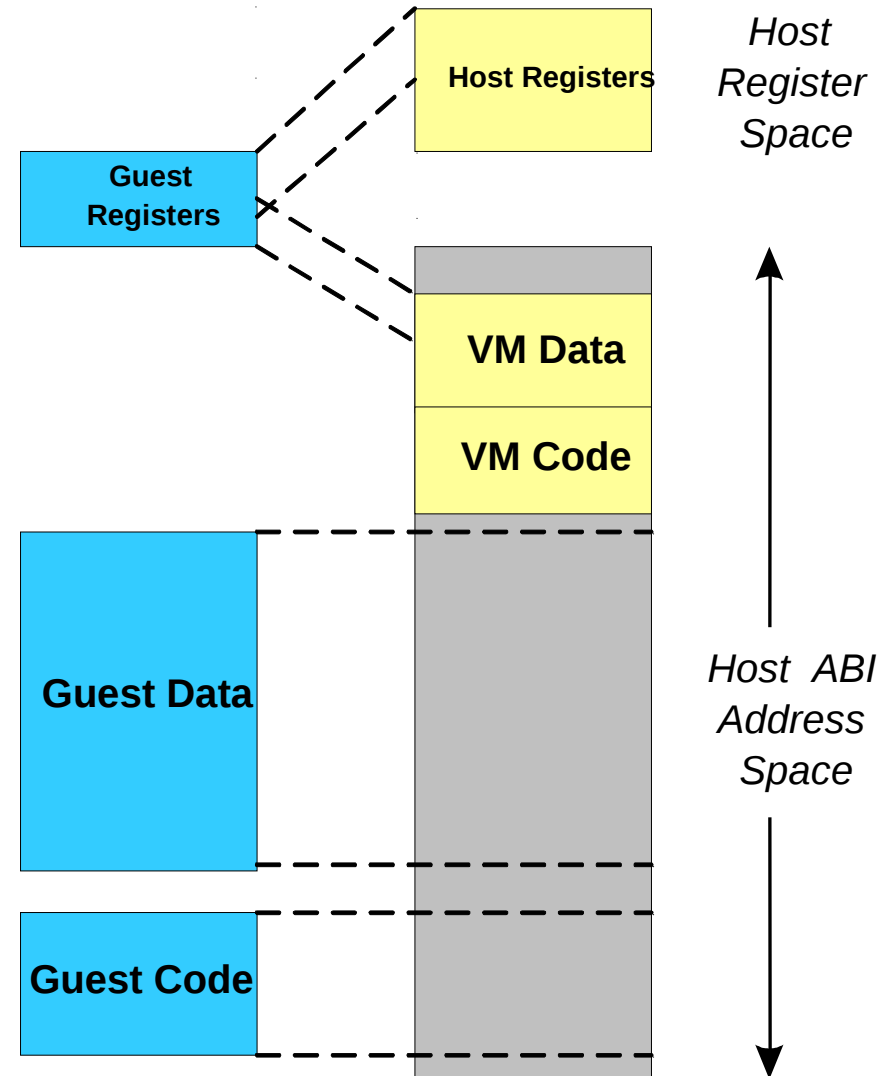 Host
Register
Space
Host Registers
Guest
Registers
VM Data
VM Code
Guest Data
Host ABI
Address
Space
Guest Code